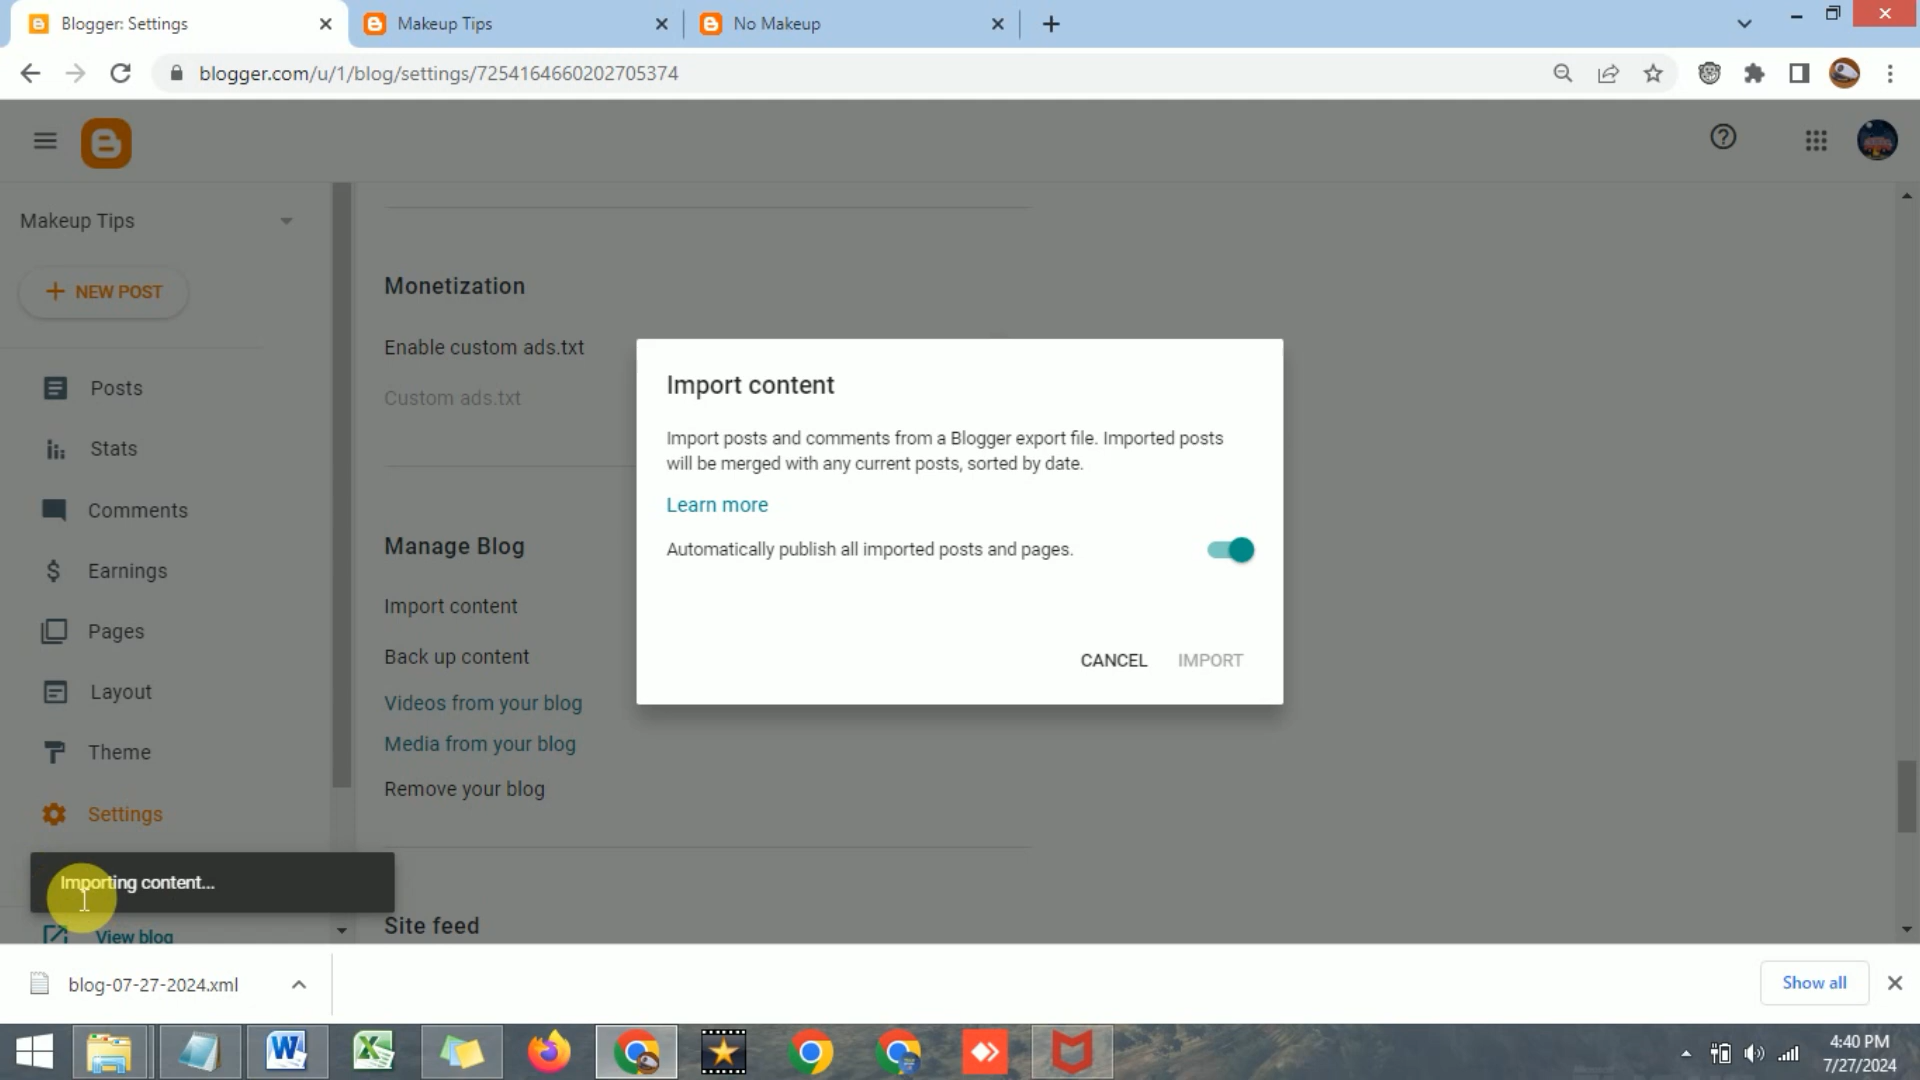 Blogger: Settings
Makeup Tips
No Makeup
blogger.com/u/1/blog/settings/7254164660202705374
Makeup Tips
NEW POST
Posts
Stats
Comments
Earnings
Pages
Layout
Theme
Settings
Importing content...
View blog
Monetization
Enable custom ads.txt
Custom ads.txt
Manage Blog
Import content
Back up content
Videos from your blog
Media from your blog
Remove your blog
Site feed
Import content
Import posts and comments from a Blogger export file. Imported posts
will be merged with any current posts, sorted by date.
Learn more
Automatically publish all imported posts and pages.
CANCEL IMPORT
blog-07-27-2024.xml
Show all
4:40 PM
7/27/2024